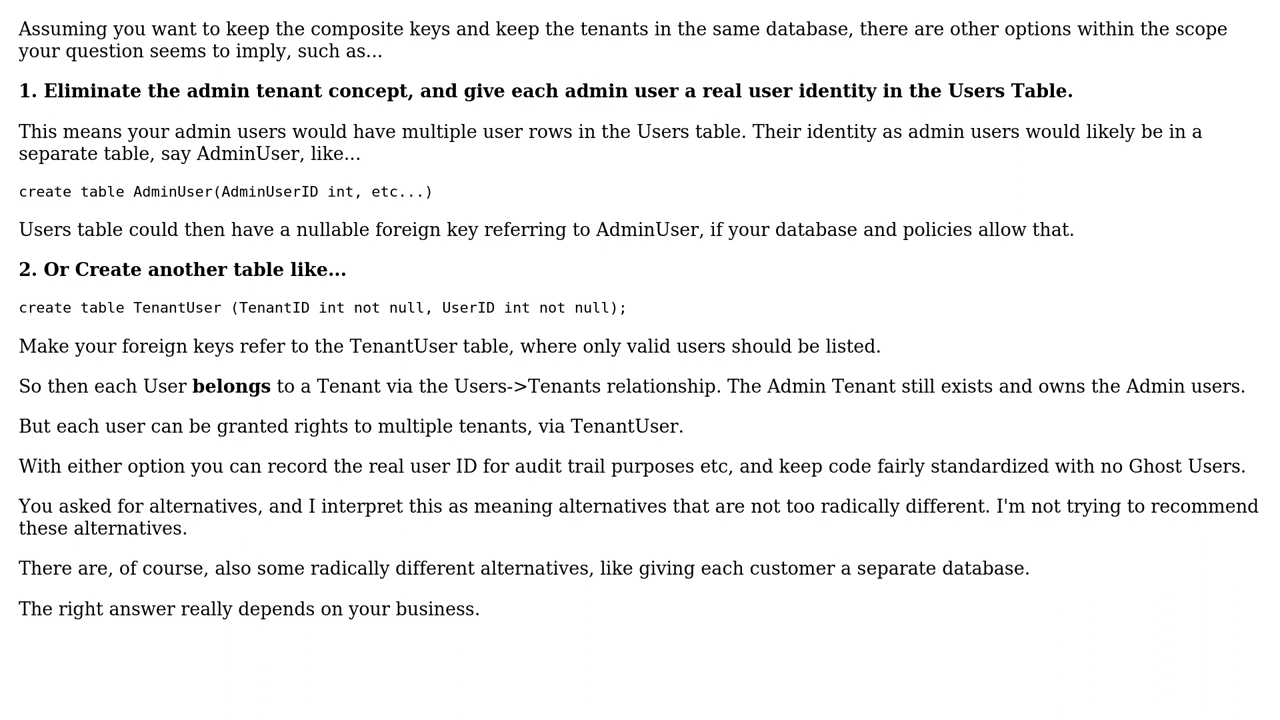 Assuming you want to keep the composite keys and keep the tenants in the same database, there are other options within the scope
your question seems to imply, such as...
1. Eliminate the admin tenant concept, and give each admin user a real user identity in the Users Table.
This means your admin users would have multiple user rows in the Users table. Their identity as admin users would likely be in a
separate table, say AdminUser, like...
create table AdminUser(AdminUserID int, etc...)
Users table could then have a nullable foreign key referring to AdminUser, if your database and policies allow that.
2. Or Create another table like...
create table TenantUser (TenantID int not null, UserID int not null);
Make your foreign keys refer to the TenantUser table, where only valid users should be listed.
So then each User belongs to a Tenant via the Users->Tenants relationship. The Admin Tenant still exists and owns the Admin users.
But each user can be granted rights to multiple tenants, via TenantUser.
With either option you can record the real user ID for audit trail purposes etc, and keep code fairly standardized with no Ghost Users.
You asked for alternatives, and I interpret this as meaning alternatives that are not too radically different. I'm not trying to recommend
these alternatives.
There are, of course, also some radically different alternatives, like giving each customer a separate database.
The right answer really depends on your business.